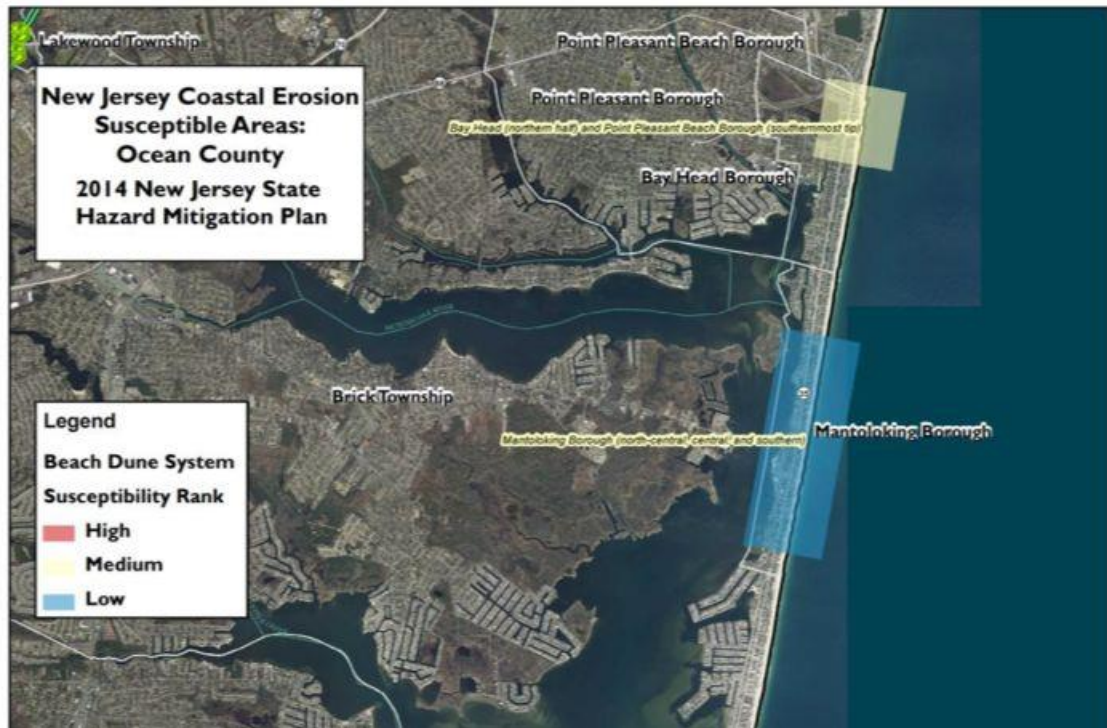 Lakewood Township
Point Pleasant Beach Borough
New Jersey Coastal Erosion
Susceptible Areas:
Ocean County
2014 New Jersey State
Hazard Mitigation Plan
Point Pleasant Borough
Bay Head (northern half) and Point Pleasant Beach Borough (southernmost tip)
Bay Head Borough
Brick Township
Mantoloking Borough
Mantoloking Borough (north-central, central, and southern)
35
Legend
Beach Dune System
Susceptibility Rank
High
Medium
Low